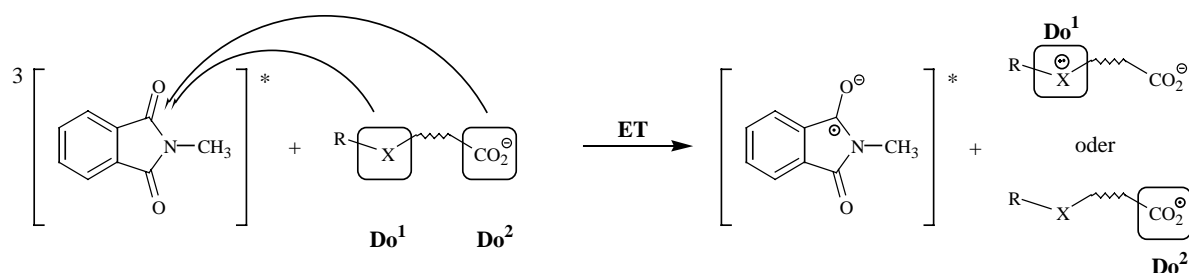 3 [ O N CH₃ O ] * + R X CO₂⊖ Do¹ Do²
ET
[ O⊖ N CH₃ O ] * + Do¹ R X CO₂⊖
oder
R X CO₂ Do²